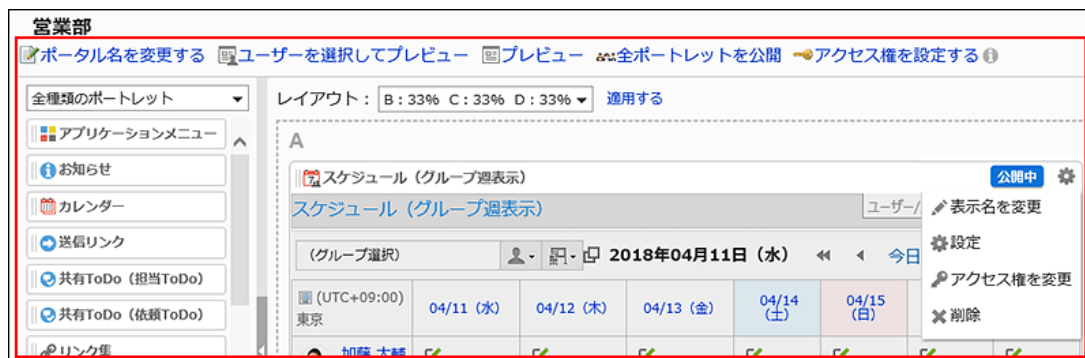 営業部
ポータル名を変更する ユーザーを選択してプレビュー プレビュー 全ポートレットを公開 アクセス権を設定する
全種類のポートレット
レイアウト： B：33% C：33% D：33% 適用する
アプリケーションメニュー
お知らせ
カレンダー
送信リンク
共有ToDo（担当ToDo）
共有ToDo（依頼ToDo）
リンク集
A
スケジュール（グループ週表示） 公開中
スケジュール（グループ週表示） ユーザー/
（グループ選択） 2018年04月11日（水） 今日
表示名を変更
設定
アクセス権を変更
削除
(UTC+09:00)
東京
04/11（水） 04/12（木） 04/13（金） 04/14（土） 04/15（日）
加藤 大輔